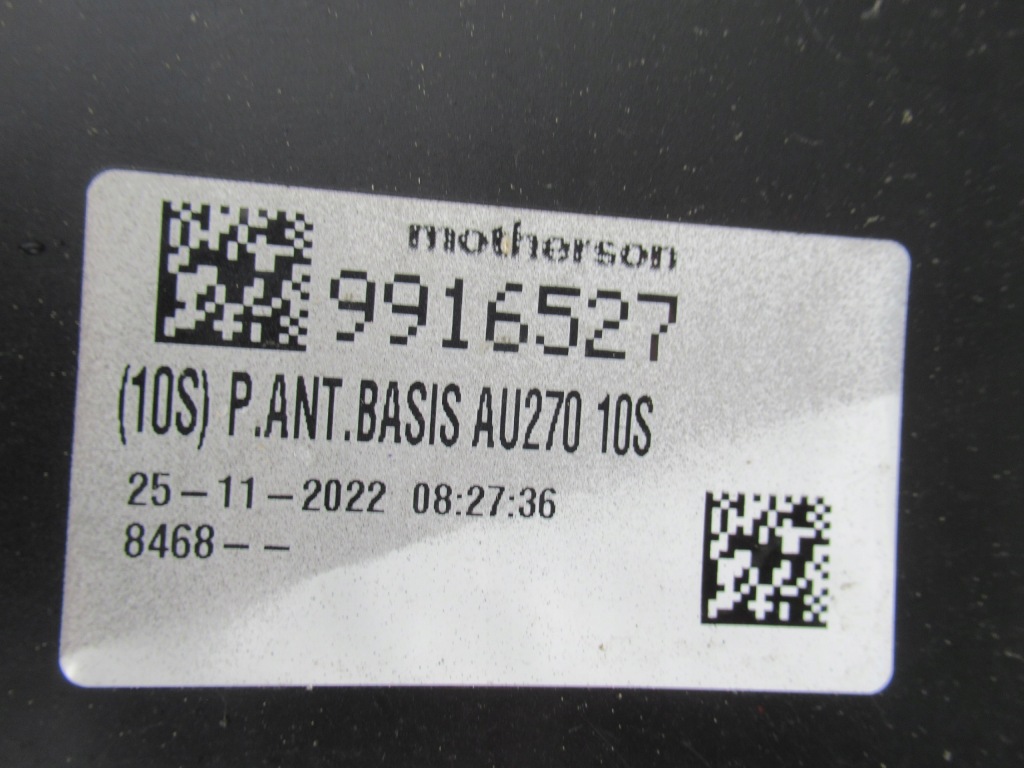 motherson
9916527
(10S) P.ANT.BASIS AU270 10S
25-11-2022 08:27:36
8468--